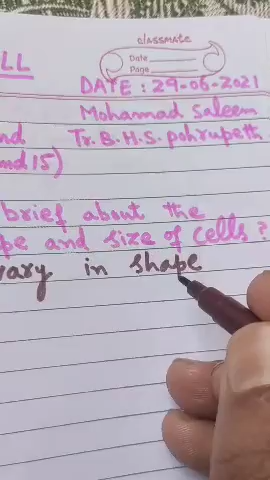 LL
classmate
Date
Page
DATE : 29-06-2021
Mohamad Saleem
nd Tr. B.H.S. pohrupeth
md 15)
brief about the
pe and size of cells?
vary in shape